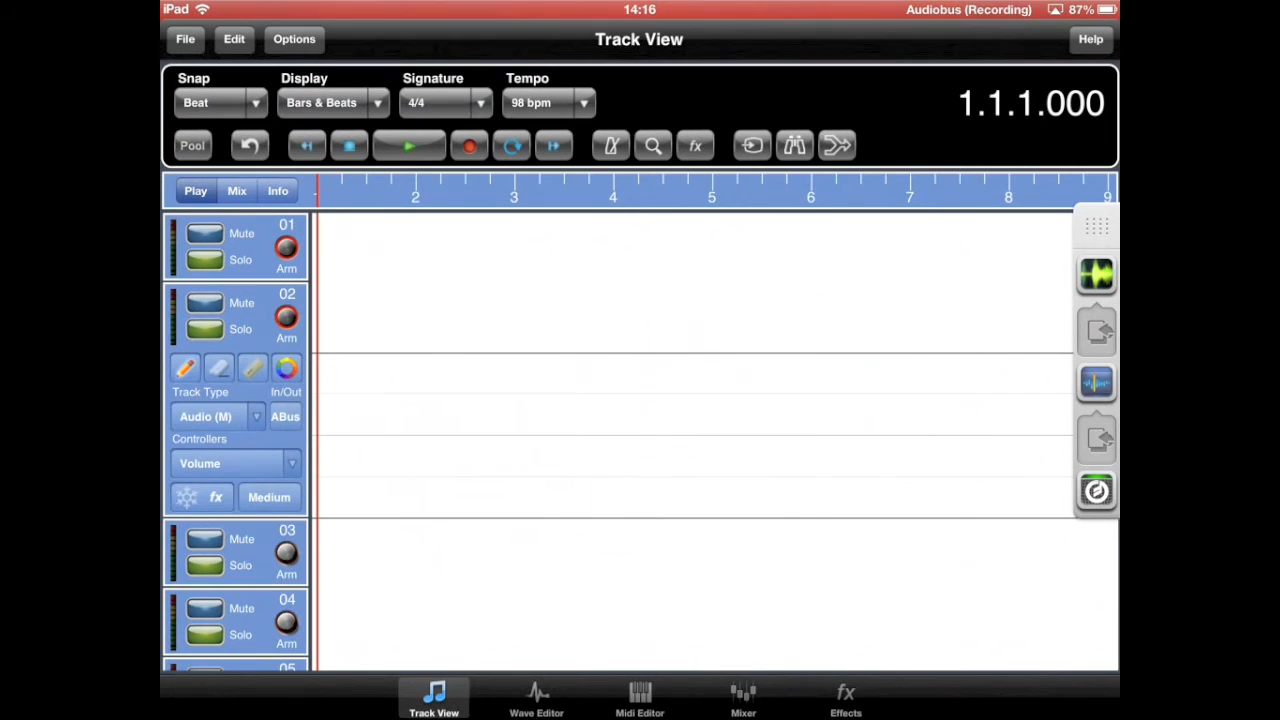 iPad 14:16 Audiobus (Recording) 87%
File Edit Options Track View Help
Snap Display Signature Tempo
Beat Bars & Beats 4/4 98 bpm 1.1.1.000
Pool fx
Play Mix Info 2 3 4 5 6 7 8 9
01
Mute
Solo
Arm
02
Mute
Solo
Arm
Track Type In/Out
Audio (M) ABus
Controllers
Volume
fx Medium
03
Mute
Solo
Arm
04
Mute
Solo
Arm
05
fx
Track View Wave Editor Midi Editor Mixer Effects